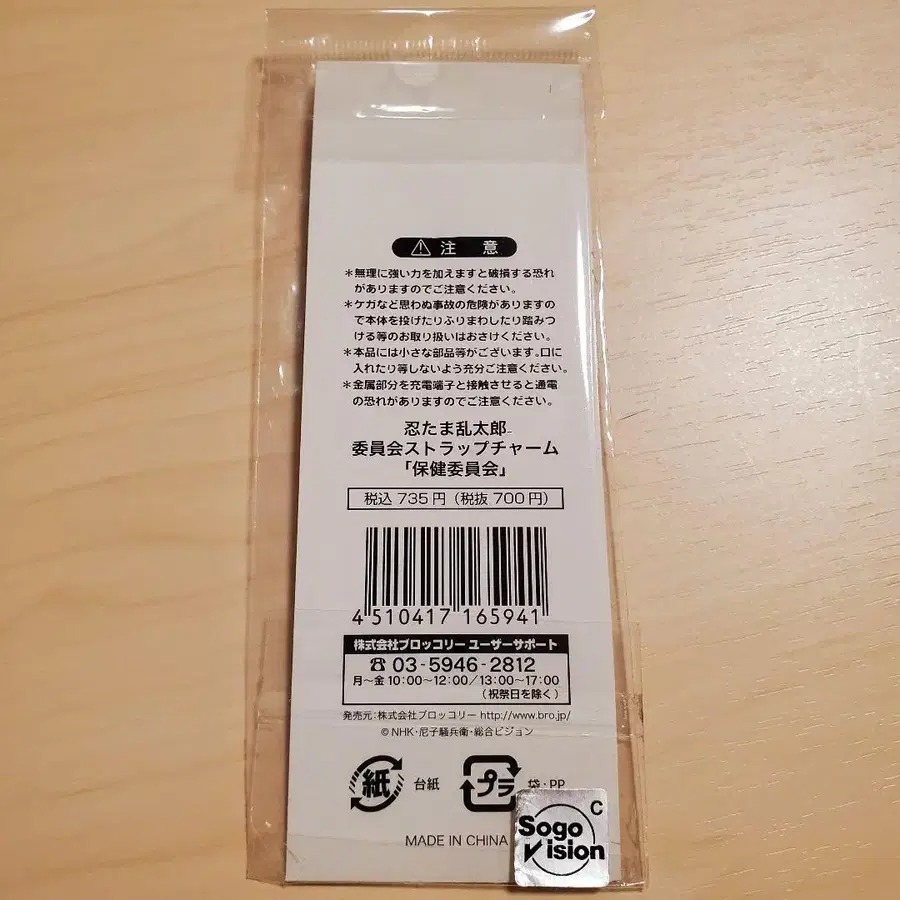 ⚠ 注意
*無理に強い力を加えますと破損する恐れ
がありますのでご注意ください。
*ケガなど思わぬ事故の危険がありますの
で本体を投げたりふりまわしたり踏みつ
ける等のお取り扱いはおさけください。
*本品には小さな部品等がございます。口に
入れたり等しないよう充分ご注意ください。
*金属部分を充電端子と接触させると通電
の恐れがありますのでご注意ください。
忍たま乱太郎
委員会ストラップチャーム
「保健委員会」
税込 735円(税抜 700円)
4 510417 165941
株式会社ブロッコリー ユーザーサポート
☎ 03-5946-2812
月〜金 10:00〜12:00/13:00〜17:00
(祝祭日を除く)
発売元:株式会社ブロッコリー http://www.bro.jp/
© NHK・尼子騒兵衛・総合ビジョン
紙 台紙 プラ 袋・PP
MADE IN CHINA
C
Sogo
Vision